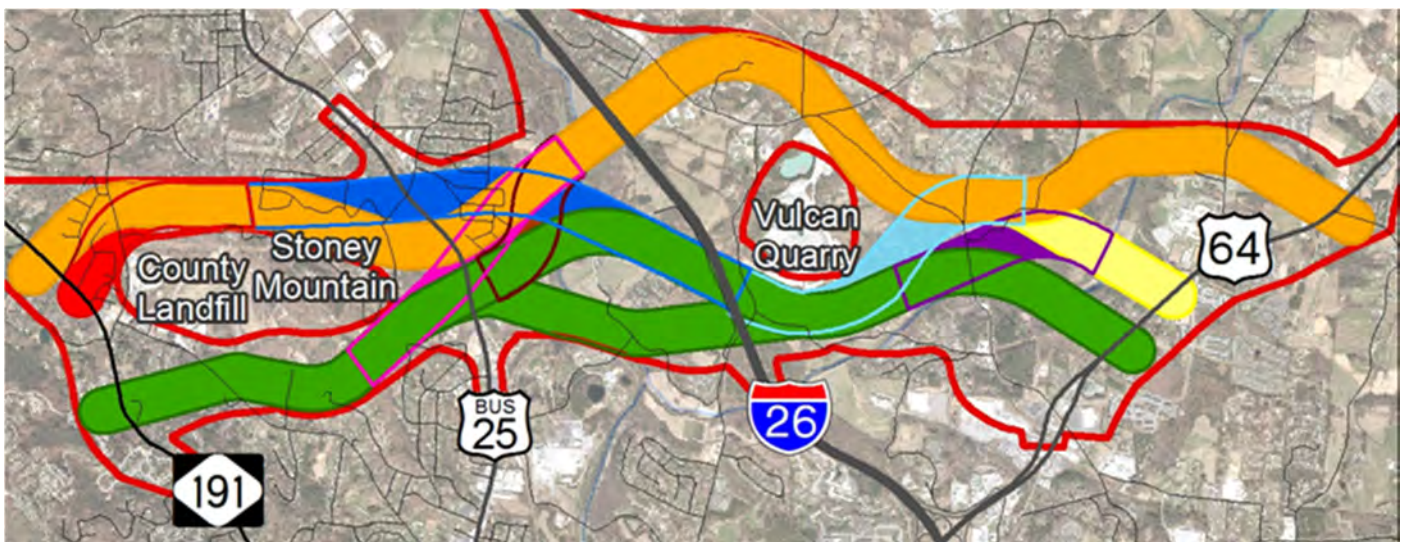 County
Landfill
Stoney
Mountain
Vulcan
Quarry
64
BUS
25
26
191